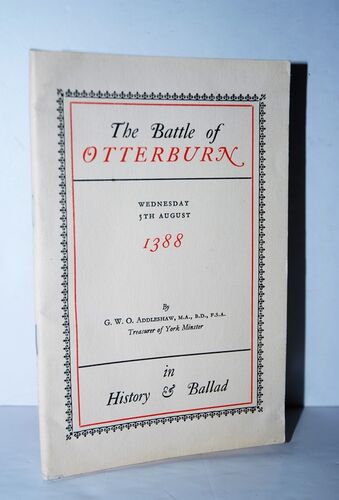 The Battle of
OTTERBURN
WEDNESDAY
5TH AUGUST
1388
By
G. W. O. ADDLESHAW, M.A., B.D., F.S.A.
Treasurer of York Minster
in
History & Ballad